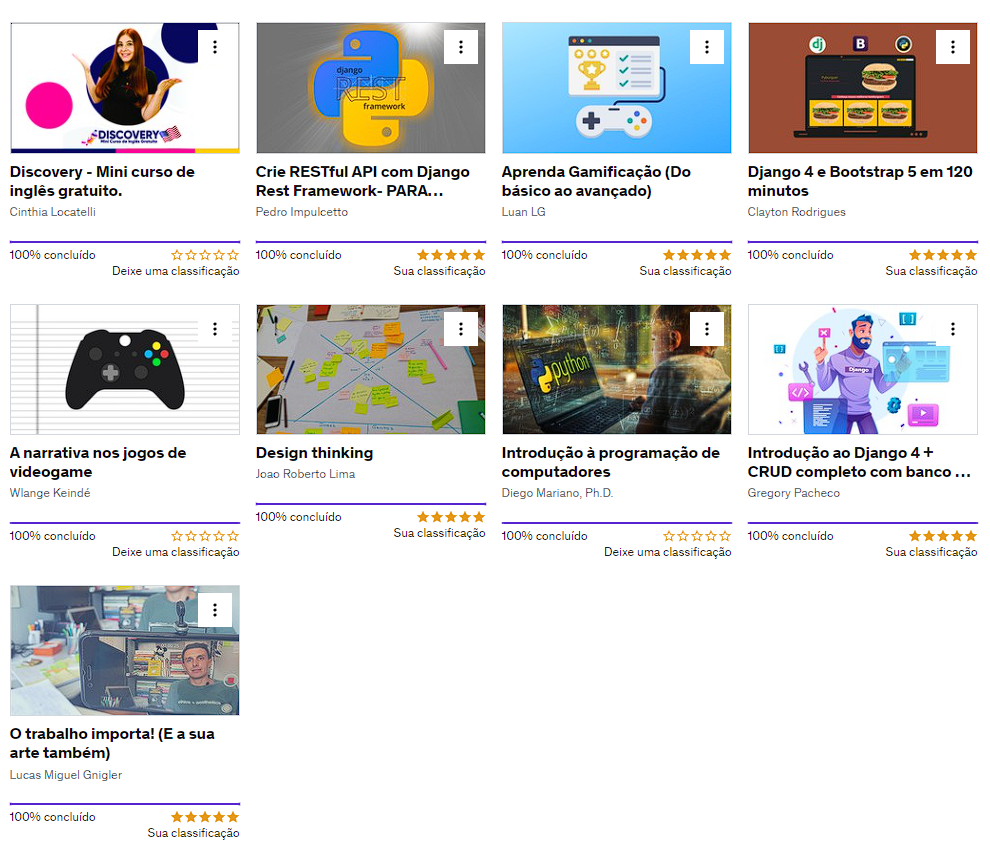 DISCOVERY
Mini Curso de Inglês Gratuito
Discovery - Mini curso de
inglês gratuito.
Cinthia Locatelli
100% concluído
Deixe uma classificação
django
REST
framework
Crie RESTful API com Django
Rest Framework- PARA...
Pedro Impulcetto
100% concluído
Sua classificação
Aprenda Gamificação (Do
básico ao avançado)
Luan LG
100% concluído
Sua classificação
dj
B
Django 4 e Bootstrap 5 em 120
minutos
Clayton Rodrigues
100% concluído
Sua classificação
A narrativa nos jogos de
videogame
Wlange Keindé
100% concluído
Deixe uma classificação
Design thinking
Joao Roberto Lima
100% concluído
Sua classificação
python
Introdução à programação de
computadores
Diego Mariano, Ph.D.
100% concluído
Deixe uma classificação
Django
Introdução ao Django 4 +
CRUD completo com banco ...
Gregory Pacheco
100% concluído
Sua classificação
O trabalho importa! (E a sua
arte também)
Lucas Miguel Gnigler
100% concluído
Sua classificação